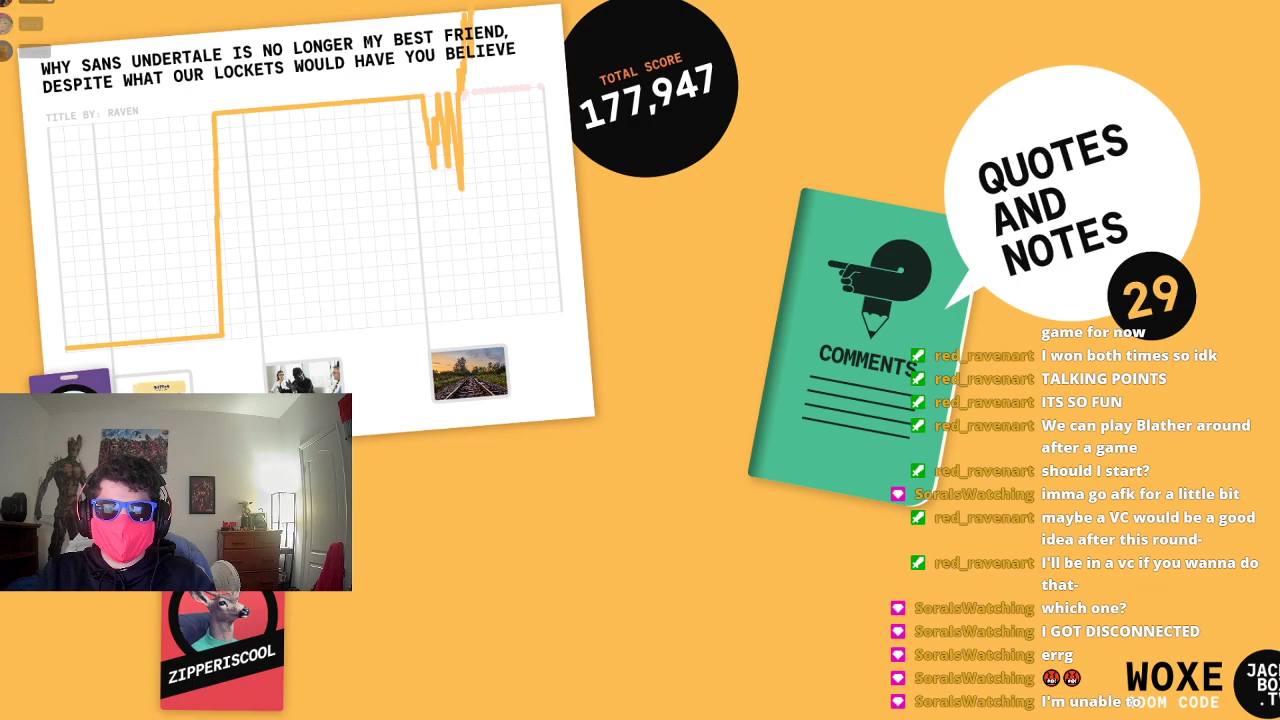 WHY SANS UNDERTALE IS NO LONGER MY BEST FRIEND,
DESPITE WHAT OUR LOCKETS WOULD HAVE YOU BELIEVE
TITLE BY: RAVEN
TOTAL SCORE
177,947
QUOTES
AND
NOTES
29
COMMENTS
game for now
red_ravenart I won both times so idk
red_ravenart TALKING POINTS
red_ravenart ITS SO FUN
red_ravenart We can play Blather around
after a game
red_ravenart should I start?
SoraIsWatching imma go afk for a little bit
red_ravenart maybe a VC would be a good
idea after this round-
red_ravenart I'll be in a vc if you wanna do
that-
SoraIsWatching which one?
SoraIsWatching I GOT DISCONNECTED
SoraIsWatching errg
SoraIsWatching 🤬🤬
SoraIsWatching I'm unable to
ZIPPERISCOOL
WOXE
ROOM CODE
JACK
BOX
.TV